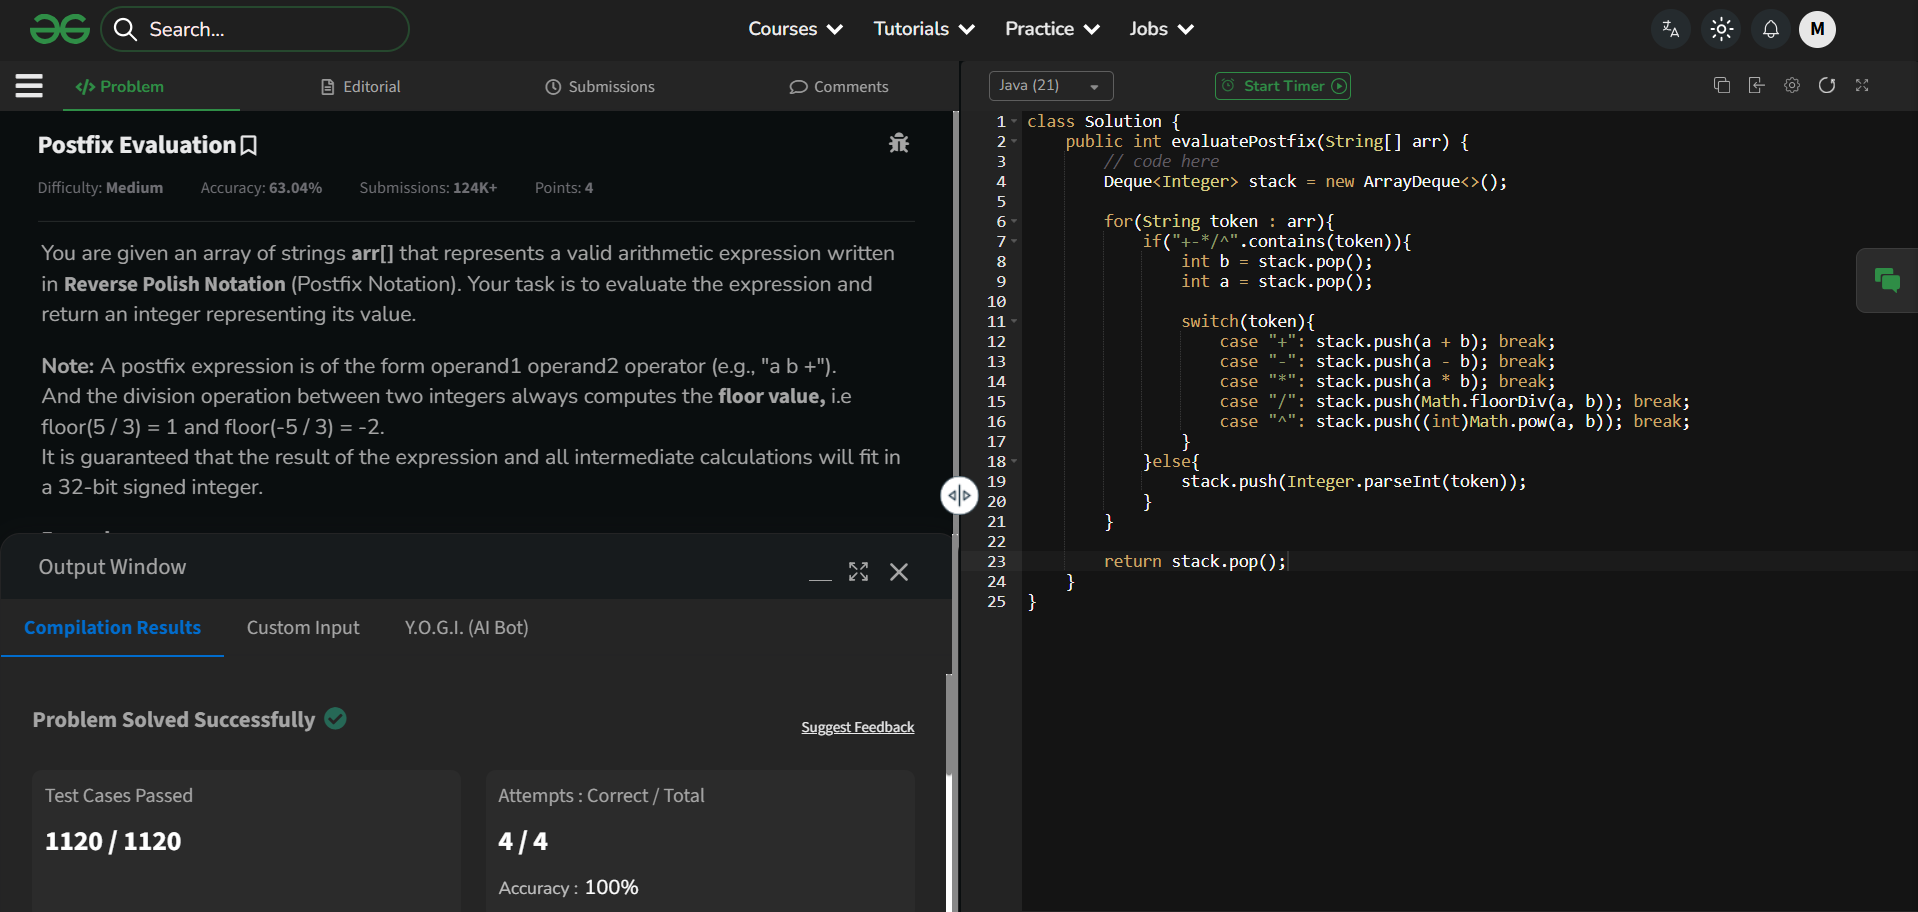 Search...
Courses
Tutorials
Practice
Jobs
M
</> Problem
Editorial
Submissions
Comments
Postfix Evaluation
Difficulty: Medium Accuracy: 63.04% Submissions: 124K+ Points: 4
You are given an array of strings arr[] that represents a valid arithmetic expression written
in Reverse Polish Notation (Postfix Notation). Your task is to evaluate the expression and
return an integer representing its value.
Note: A postfix expression is of the form operand1 operand2 operator (e.g., "a b +").
And the division operation between two integers always computes the floor value, i.e
floor(5 / 3) = 1 and floor(-5 / 3) = -2.
It is guaranteed that the result of the expression and all intermediate calculations will fit in
a 32-bit signed integer.
Output Window
Compilation Results
Custom Input
Y.O.G.I. (AI Bot)
Problem Solved Successfully
Suggest Feedback
Test Cases Passed
1120 / 1120
Attempts : Correct / Total
4 / 4
Accuracy : 100%
Java (21)
Start Timer
1 class Solution {
2     public int evaluatePostfix(String[] arr) {
3         // code here
4         Deque<Integer> stack = new ArrayDeque<>();
5
6         for(String token : arr){
7             if("+-*/^".contains(token)){
8                 int b = stack.pop();
9                 int a = stack.pop();
10
11                 switch(token){
12                     case "+": stack.push(a + b); break;
13                     case "-": stack.push(a - b); break;
14                     case "*": stack.push(a * b); break;
15                     case "/": stack.push(Math.floorDiv(a, b)); break;
16                     case "^": stack.push((int)Math.pow(a, b)); break;
17                 }
18             }else{
19                 stack.push(Integer.parseInt(token));
20             }
21         }
22
23         return stack.pop();
24     }
25 }